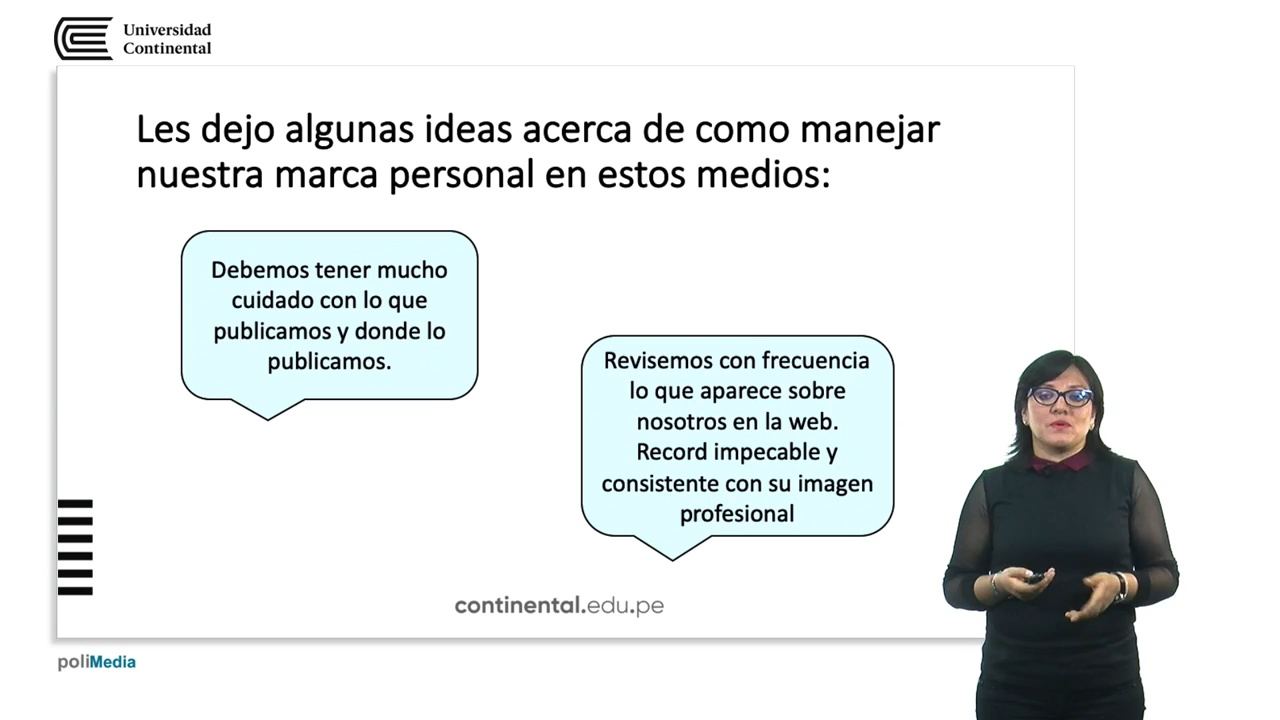 Universidad
Continental
Les dejo algunas ideas acerca de como manejar
nuestra marca personal en estos medios:
Debemos tener mucho
cuidado con lo que
publicamos y donde lo
publicamos.
Revisemos con frecuencia
lo que aparece sobre
nosotros en la web.
Record impecable y
consistente con su imagen
profesional
continental.edu.pe
poliMedia